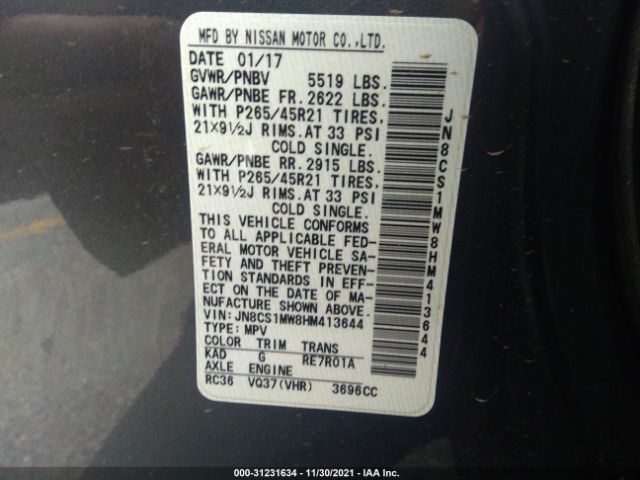 MFD BY NISSAN MOTOR CO.,LTD.
DATE 01/17
GVWR/PNBV 5519 LBS.
GAWR/PNBE FR. 2622 LBS.
WITH P265/45R21 TIRES,
21X9½J RIMS.AT 33 PSI
COLD SINGLE.
GAWR/PNBE RR. 2915 LBS.
WITH P265/45R21 TIRES,
21X9½J RIMS.AT 33 PSI
COLD SINGLE.
THIS VEHICLE CONFORMS
TO ALL APPLICABLE FED-
ERAL MOTOR VEHICLE SA-
FETY AND THEFT PREVEN-
TION STANDARDS IN EFF-
ECT ON THE DATE OF MA-
NUFACTURE SHOWN ABOVE.
VIN: JN8CS1MW8HM413644
TYPE: MPV
COLOR TRIM TRANS
KAD G RE7R01A
AXLE ENGINE
RC36 VQ37(VHR) 3696CC
JN8CS1MW8HM413644
000-31231634 — 11/30/2021 — IAA Inc.